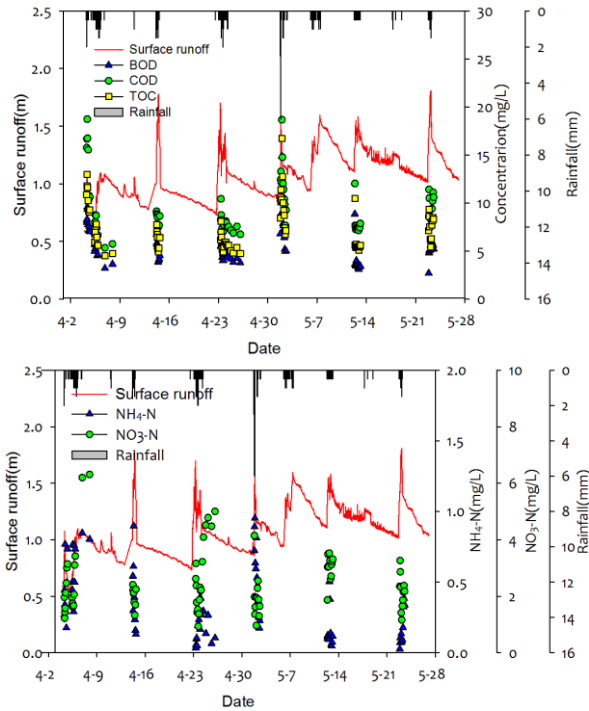 2.5
2.0
1.5
1.0
0.5
0.0
Surface runoff(m)
Surface runoff
BOD
COD
TOC
Rainfall
30
25
20
15
10
5
0
Concentrarion(mg/L)
0
2
4
6
8
10
12
14
16
Rainfall(mm)
4-2 4-9 4-16 4-23 4-30 5-7 5-14 5-21 5-28
Date
2.5
2.0
1.5
1.0
0.5
0.0
Surface runoff(m)
Surface runoff
NH4-N
NO3-N
Rainfall
2.0
1.5
1.0
0.5
0.0
NH4-N(mg/L)
10
8
6
4
2
0
NO3-N(mg/L)
0
2
4
6
8
10
12
14
16
Rainfall(mm)
4-2 4-9 4-16 4-23 4-30 5-7 5-14 5-21 5-28
Date